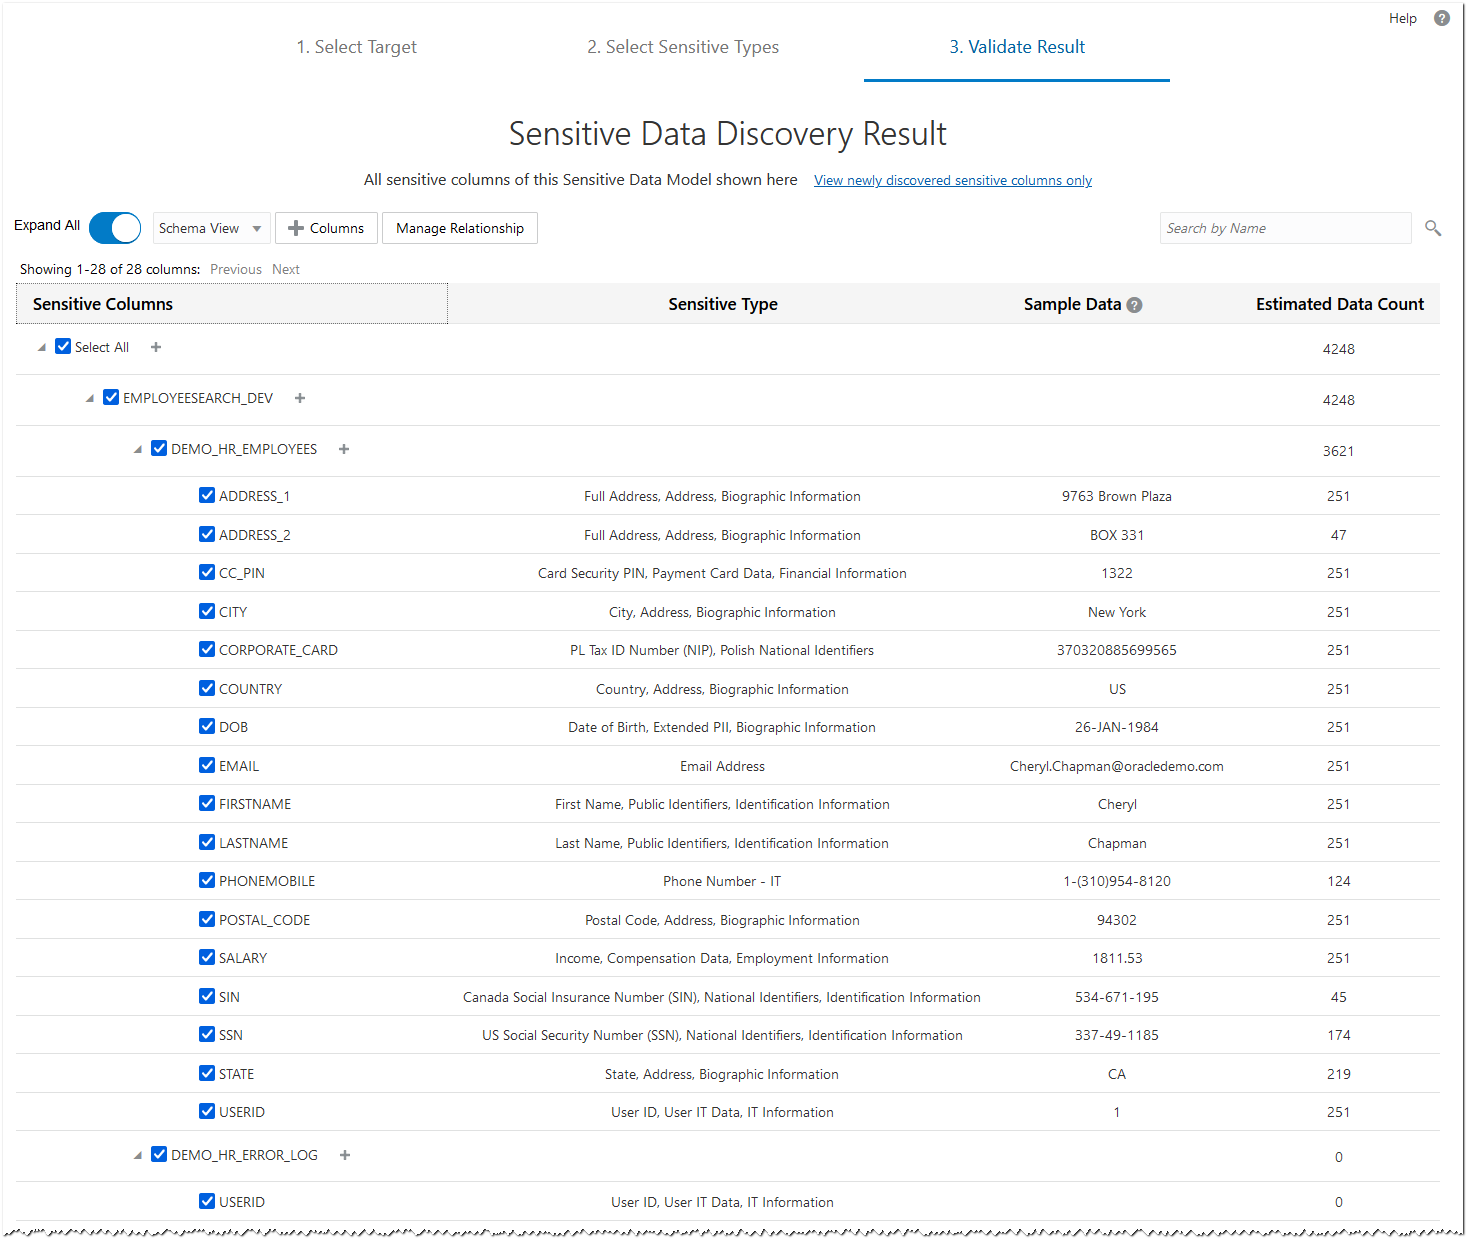 Help ?
1. Select Target 2. Select Sensitive Types 3. Validate Result
Sensitive Data Discovery Result
All sensitive columns of this Sensitive Data Model shown here View newly discovered sensitive columns only
Expand All Schema View Columns Manage Relationship Search by Name
Showing 1-28 of 28 columns: Previous Next
Sensitive Columns Sensitive Type Sample Data ? Estimated Data Count
Select All + 4248
EMPLOYEESEARCH_DEV + 4248
DEMO_HR_EMPLOYEES + 3621
ADDRESS_1 Full Address, Address, Biographic Information 9763 Brown Plaza 251
ADDRESS_2 Full Address, Address, Biographic Information BOX 331 47
CC_PIN Card Security PIN, Payment Card Data, Financial Information 1322 251
CITY City, Address, Biographic Information New York 251
CORPORATE_CARD PL Tax ID Number (NIP), Polish National Identifiers 370320885699565 251
COUNTRY Country, Address, Biographic Information US 251
DOB Date of Birth, Extended PII, Biographic Information 26-JAN-1984 251
EMAIL Email Address Cheryl.Chapman@oracledemo.com 251
FIRSTNAME First Name, Public Identifiers, Identification Information Cheryl 251
LASTNAME Last Name, Public Identifiers, Identification Information Chapman 251
PHONEMOBILE Phone Number - IT 1-(310)954-8120 124
POSTAL_CODE Postal Code, Address, Biographic Information 94302 251
SALARY Income, Compensation Data, Employment Information 1811.53 251
SIN Canada Social Insurance Number (SIN), National Identifiers, Identification Information 534-671-195 45
SSN US Social Security Number (SSN), National Identifiers, Identification Information 337-49-1185 174
STATE State, Address, Biographic Information CA 219
USERID User ID, User IT Data, IT Information 1 251
DEMO_HR_ERROR_LOG + 0
USERID User ID, User IT Data, IT Information 0